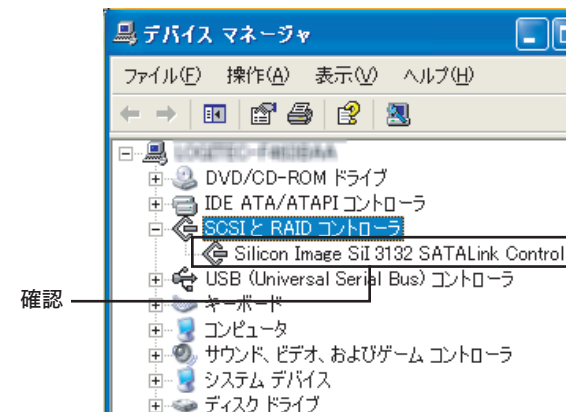 デバイス マネージャ
ファイル(F) 操作(A) 表示(V) ヘルプ(H)
DVD/CD-ROM ドライブ
IDE ATA/ATAPI コントローラ
SCSI と RAID コントローラ
Silicon Image SiI 3132 SATALink Control
USB (Universal Serial Bus) コントローラ
確認
キーボード
コンピュータ
サウンド、ビデオ、およびゲーム コントローラ
システム デバイス
ディスク ドライブ